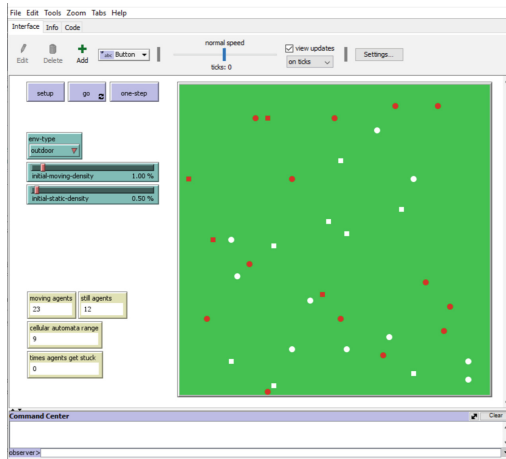 File Edit Tools Zoom Tabs Help
Interface Info Code
Edit Delete Add abc Button normal speed ticks: 0 view updates on ticks Settings...
setup go one-step
env-type
outdoor
initial-moving-density 1.00 %
initial-static-density 0.50 %
moving agents still agents
23 12
cellular automata range
9
times agents get stuck
0
Command Center Clear
observer>